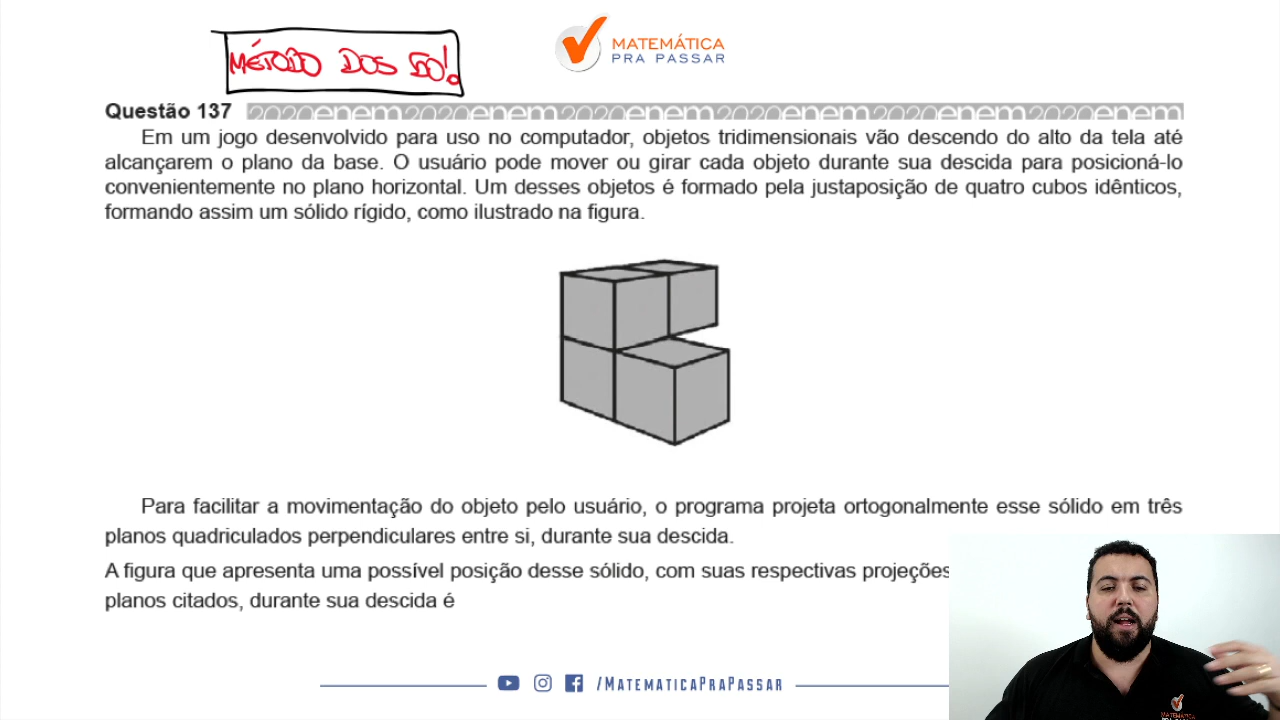 MÉTODO DOS 50!
MATEMÁTICA
PRA PASSAR
Questão 137 2020enem2020enem2020enem2020enem2020enem2020enem
Em um jogo desenvolvido para uso no computador, objetos tridimensionais vão descendo do alto da tela até
alcançarem o plano da base. O usuário pode mover ou girar cada objeto durante sua descida para posicioná-lo
convenientemente no plano horizontal. Um desses objetos é formado pela justaposição de quatro cubos idênticos,
formando assim um sólido rígido, como ilustrado na figura.
Para facilitar a movimentação do objeto pelo usuário, o programa projeta ortogonalmente esse sólido em três
planos quadriculados perpendiculares entre si, durante sua descida.
A figura que apresenta uma possível posição desse sólido, com suas respectivas projeções
planos citados, durante sua descida é
/MATEMATICAPRAPASSAR
MATEMÁTICA